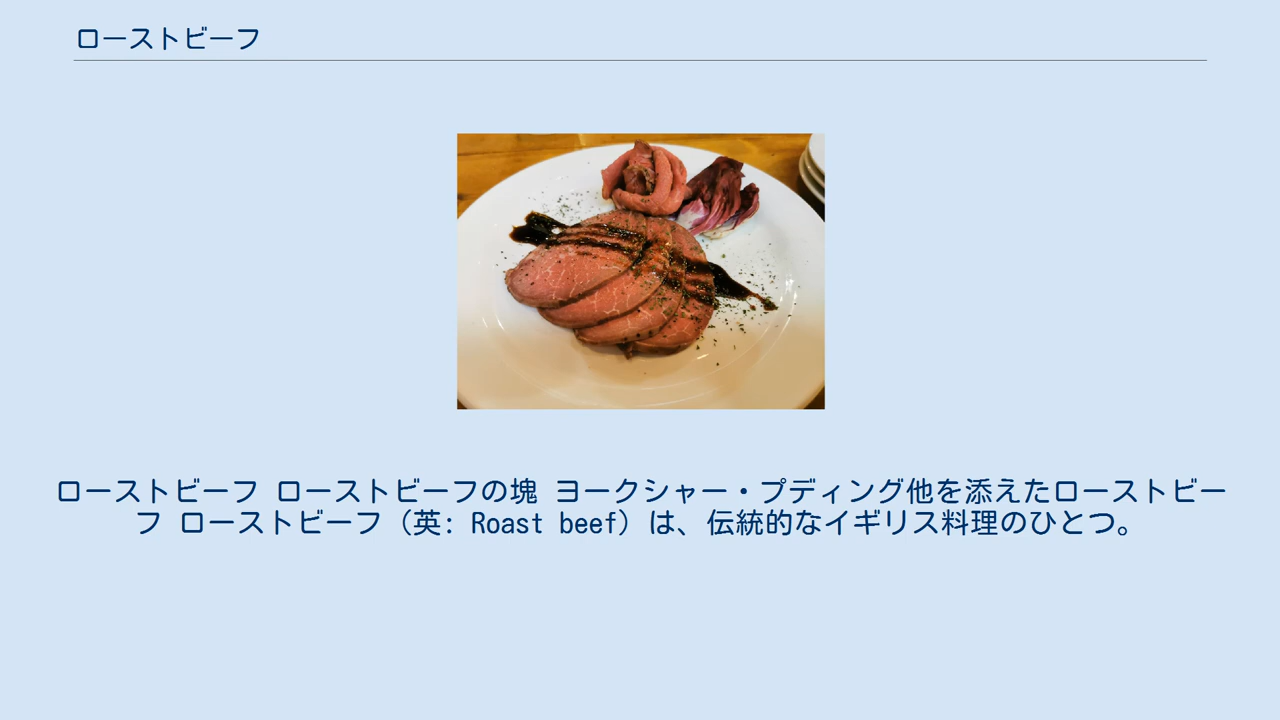 ローストビーフ
ローストビーフ ローストビーフの塊 ヨークシャー・プディング他を添えたローストビー
フ ローストビーフ（英: Roast beef）は、伝統的なイギリス料理のひとつ。